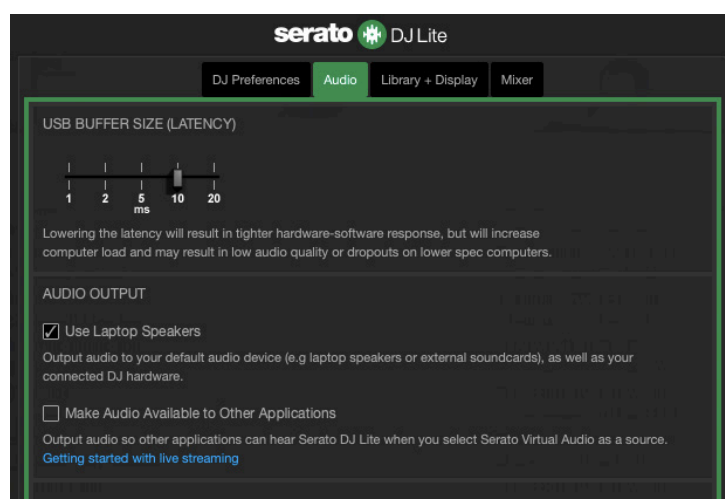 serato DJ Lite
DJ Preferences Audio Library + Display Mixer
USB BUFFER SIZE (LATENCY)
1 2 5 10 20
ms
Lowering the latency will result in tighter hardware-software response, but will increase
computer load and may result in low audio quality or dropouts on lower spec computers.
AUDIO OUTPUT
Use Laptop Speakers
Output audio to your default audio device (e.g laptop speakers or external soundcards), as well as your
connected DJ hardware.
Make Audio Available to Other Applications
Output audio so other applications can hear Serato DJ Lite when you select Serato Virtual Audio as a source.
Getting started with live streaming